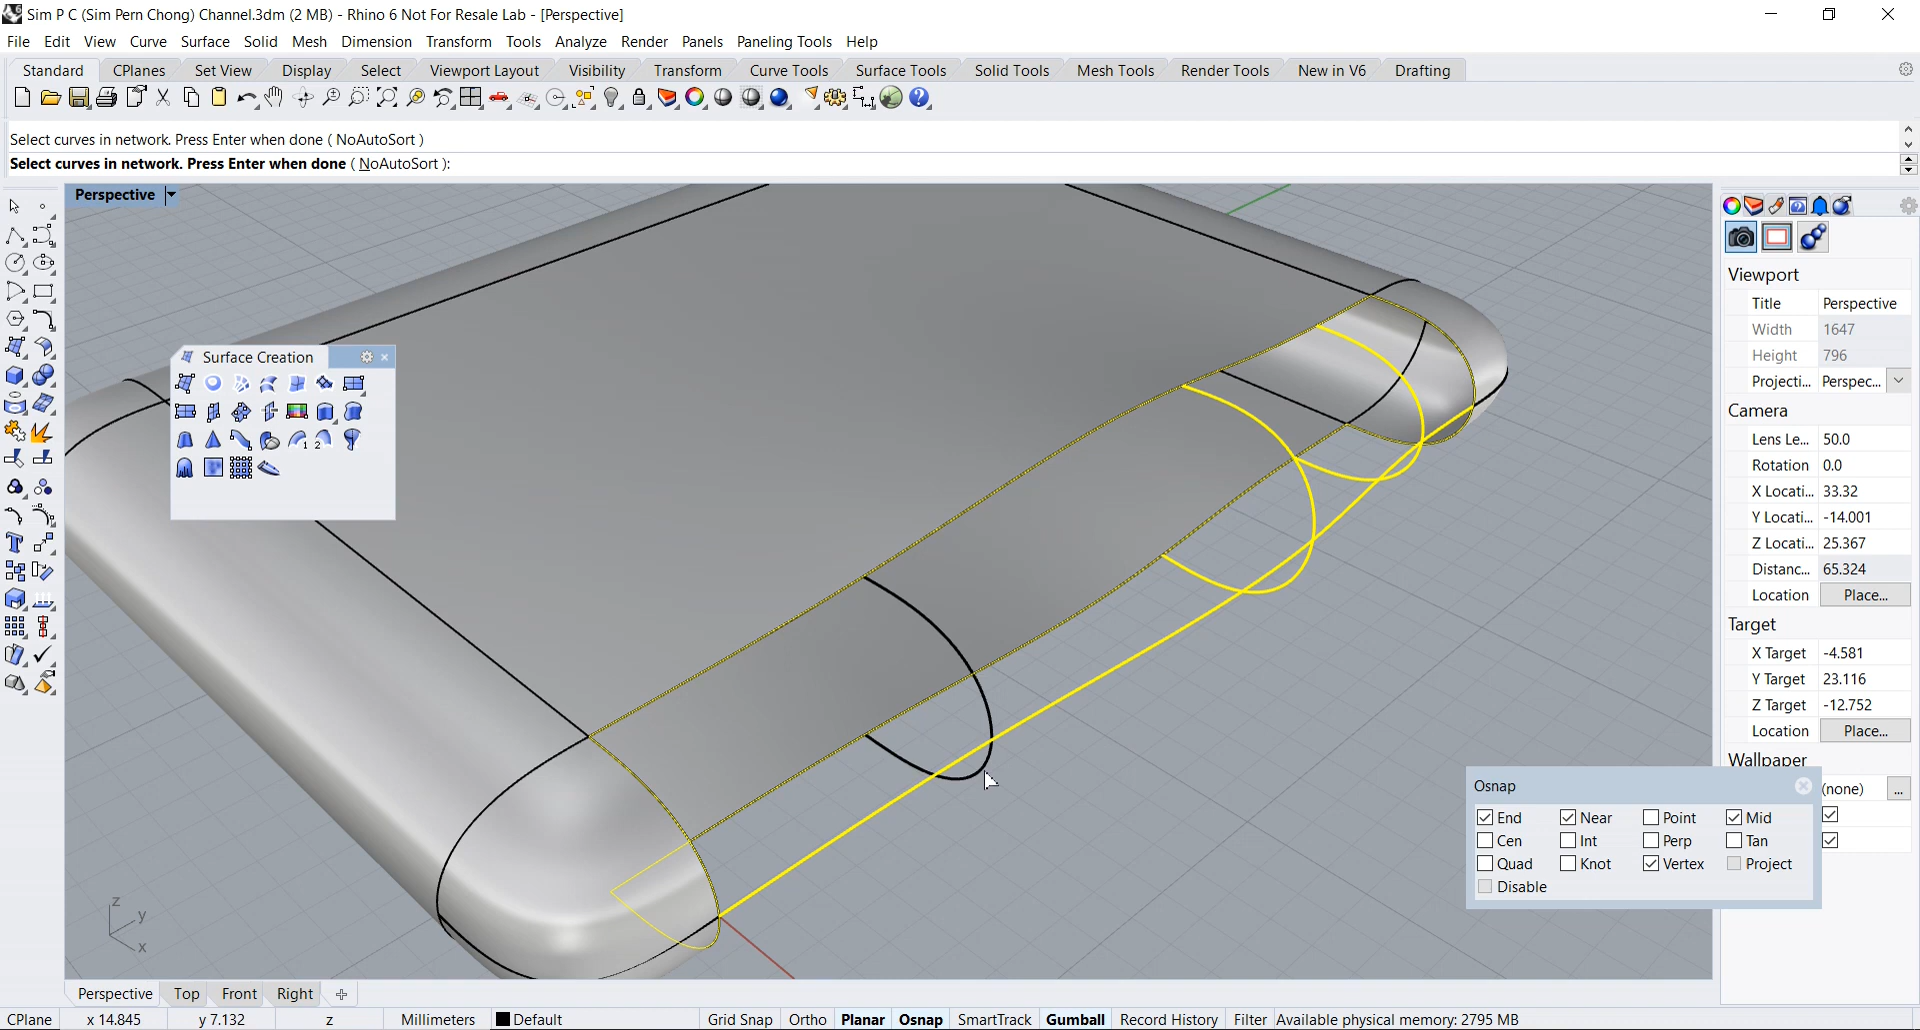 Sim P C (Sim Pern Chong) Channel.3dm (2 MB) - Rhino 6 Not For Resale Lab - [Perspective]
File Edit View Curve Surface Solid Mesh Dimension Transform Tools Analyze Render Panels Paneling Tools Help
Standard CPlanes Set View Display Select Viewport Layout Visibility Transform Curve Tools Surface Tools Solid Tools Mesh Tools Render Tools New in V6 Drafting
Select curves in network. Press Enter when done ( NoAutoSort )
Select curves in network. Press Enter when done ( NoAutoSort ):
Perspective
Surface Creation
1 2
z
y
x
Viewport
Title Perspective
Width 1647
Height 796
Projecti... Perspec...
Camera
Lens Le... 50.0
Rotation 0.0
X Locati... 33.32
Y Locati... -14.001
Z Locati... 25.367
Distanc... 65.324
Location Place...
Target
X Target -4.581
Y Target 23.116
Z Target -12.752
Location Place...
Wallpaper
(none) ...
Osnap
End Near Point Mid
Cen Int Perp Tan
Quad Knot Vertex Project
Disable
Perspective Top Front Right
CPlane x 14.845 y 7.132 z Millimeters Default Grid Snap Ortho Planar Osnap SmartTrack Gumball Record History Filter Available physical memory: 2795 MB